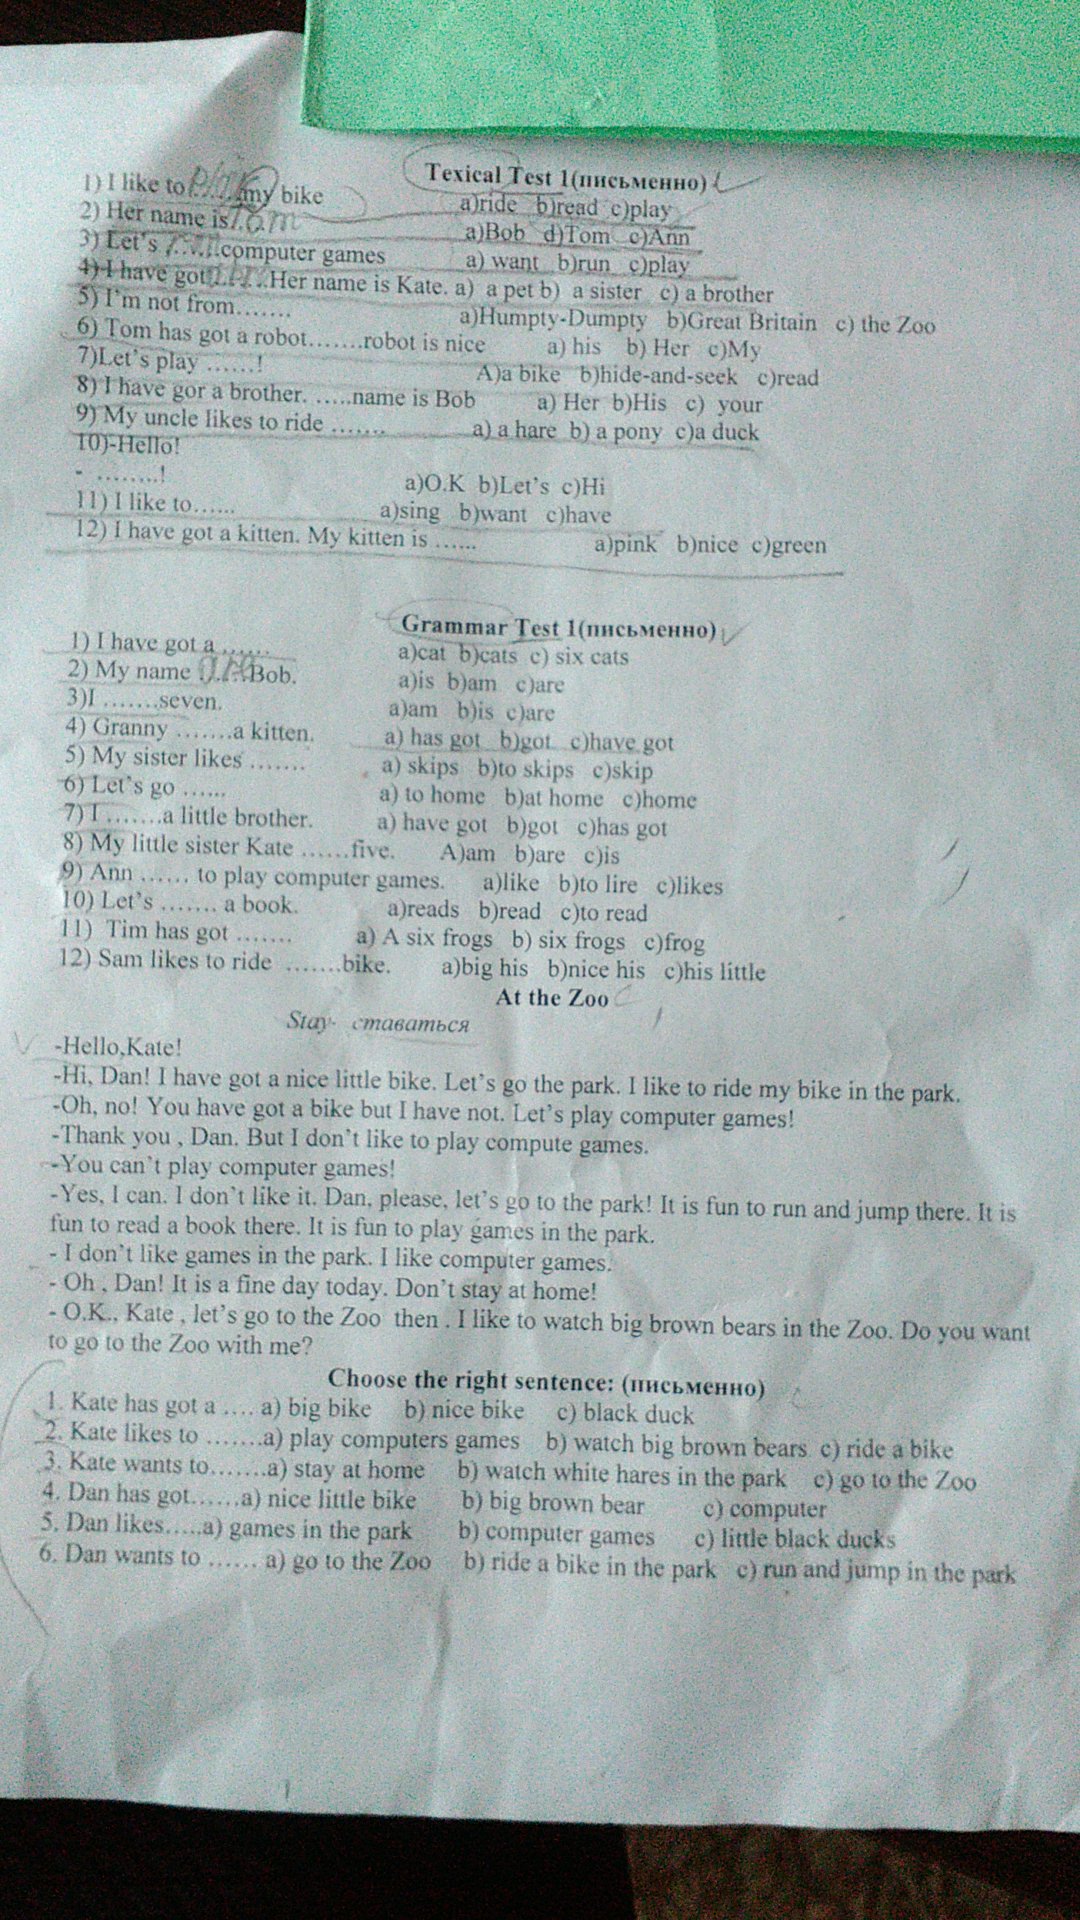 Texical Test 1(письменно)
1) I like to my bike a)ride b)read c)play
2) Her name is Tom a)Bob d)Tom c)Ann
3) Let's computer games a) want b)run c)play
4) I have got Her name is Kate. a) a pet b) a sister c) a brother
5) I'm not from……. a)Humpty-Dumpty b)Great Britain c) the Zoo
6) Tom has got a robot…….robot is nice a) his b) Her c)My
7)Let's play ……! A)a bike b)hide-and-seek c)read
8) I have gor a brother. …..name is Bob a) Her b)His c) your
9) My uncle likes to ride ……. a) a hare b) a pony c)a duck
10)-Hello!
- ……..! a)O.K b)Let's c)Hi
11) I like to…… a)sing b)want c)have
12) I have got a kitten. My kitten is …… a)pink b)nice c)green
Grammar Test 1(письменно)
1) I have got a …… a)cat b)cats c) six cats
2) My name Bob. a)is b)am c)are
3)I …….seven. a)am b)is c)are
4) Granny …….a kitten. a) has got b)got c)have got
5) My sister likes ……. a) skips b)to skips c)skip
6) Let's go …... a) to home b)at home c)home
7) I …….a little brother. a) have got b)got c)has got
8) My little sister Kate ……five. A)am b)are c)is
9) Ann …… to play computer games. a)like b)to lire c)likes
10) Let's ……. a book. a)reads b)read c)to read
11) Tim has got ……. a) A six frogs b) six frogs c)frog
12) Sam likes to ride …….bike. a)big his b)nice his c)his little
At the Zoo
Stay- ставаться
-Hello,Kate!
-Hi, Dan! I have got a nice little bike. Let's go the park. I like to ride my bike in the park.
-Oh, no! You have got a bike but I have not. Let's play computer games!
-Thank you , Dan. But I don't like to play compute games.
-You can't play computer games!
-Yes, I can. I don't like it. Dan, please, let's go to the park! It is fun to run and jump there. It is
fun to read a book there. It is fun to play games in the park.
- I don't like games in the park. I like computer games.
- Oh , Dan! It is a fine day today. Don't stay at home!
- O.K., Kate , let's go to the Zoo then . I like to watch big brown bears in the Zoo. Do you want
to go to the Zoo with me?
Choose the right sentence: (письменно)
1. Kate has got a …. a) big bike b) nice bike c) black duck
2. Kate likes to …….a) play computers games b) watch big brown bears c) ride a bike
3. Kate wants to…….a) stay at home b) watch white hares in the park c) go to the Zoo
4. Dan has got……a) nice little bike b) big brown bear c) computer
5. Dan likes…..a) games in the park b) computer games c) little black ducks
6. Dan wants to …… a) go to the Zoo b) ride a bike in the park c) run and jump in the park